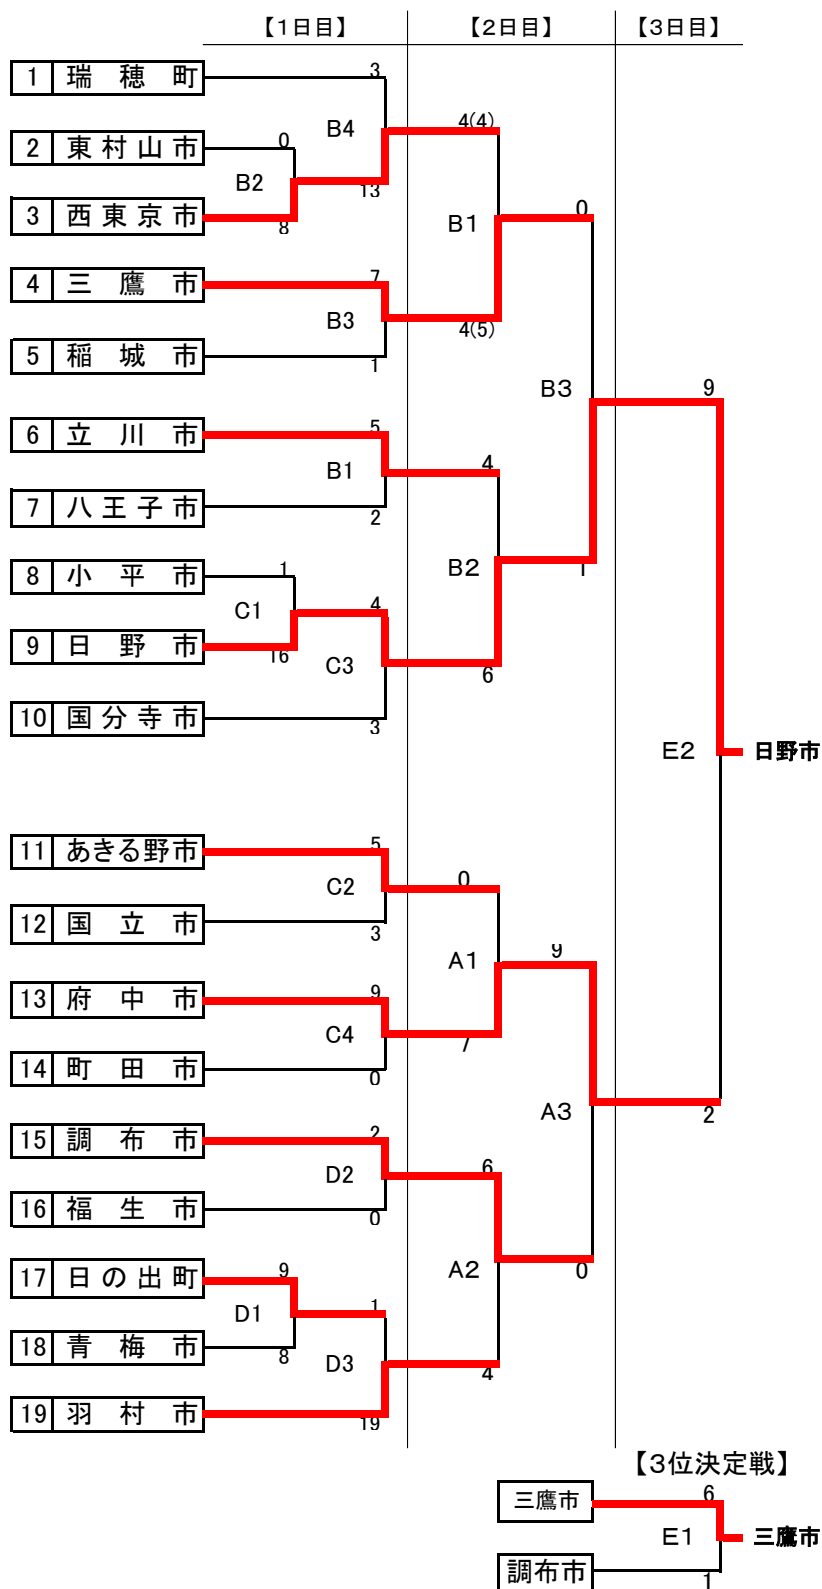 【1日目】 【2日目】 【3日目】
1 瑞穂町 3
B4 4(4)
2 東村山市 0
B2 13
3 西東京市 8
B1 0
4 三鷹市 7
B3 4(5)
5 稲城市 1
B3 9
6 立川市 5
B1 4
7 八王子市 2
8 小平市 1
B2 1
C1 4
9 日野市 16
C3 6
10 国分寺市 3
E2 日野市
11 あきる野市 5
C2 0
12 国立市 3
A1 9
13 府中市 9
C4 7
14 町田市 0
A3 2
15 調布市 2
D2 6
16 福生市 0
A2 0
17 日の出町 9
D1 1
18 青梅市 8
D3 4
19 羽村市 19
【3位決定戦】
三鷹市 6
E1 三鷹市
調布市 1